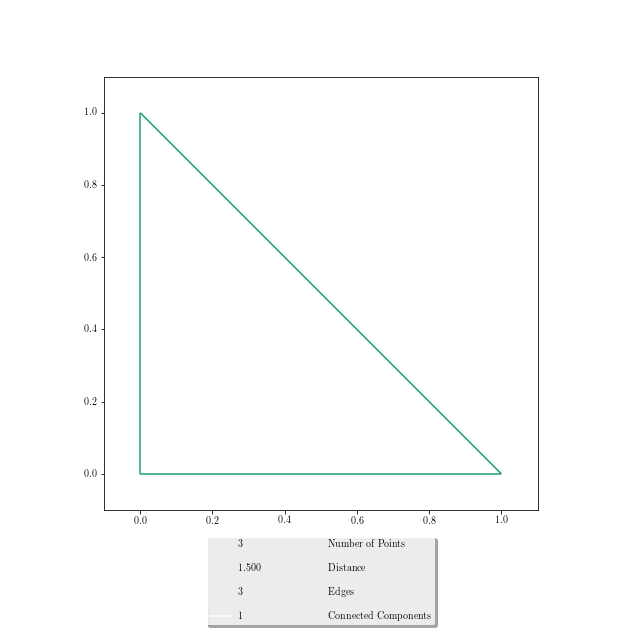 1.0
0.8
0.6
0.4
0.2
0.0
0.0 0.2 0.4 0.6 0.8 1.0
3 Number of Points
1.500 Distance
3 Edges
1 Connected Components